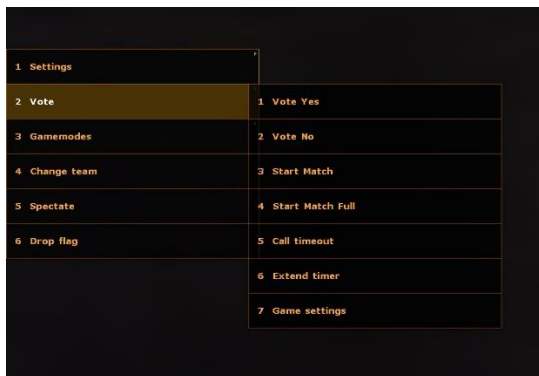 1 Settings
2 Vote
3 Gamemodes
4 Change team
5 Spectate
6 Drop flag
1 Vote Yes
2 Vote No
3 Start Match
4 Start Match Full
5 Call timeout
6 Extend timer
7 Game settings